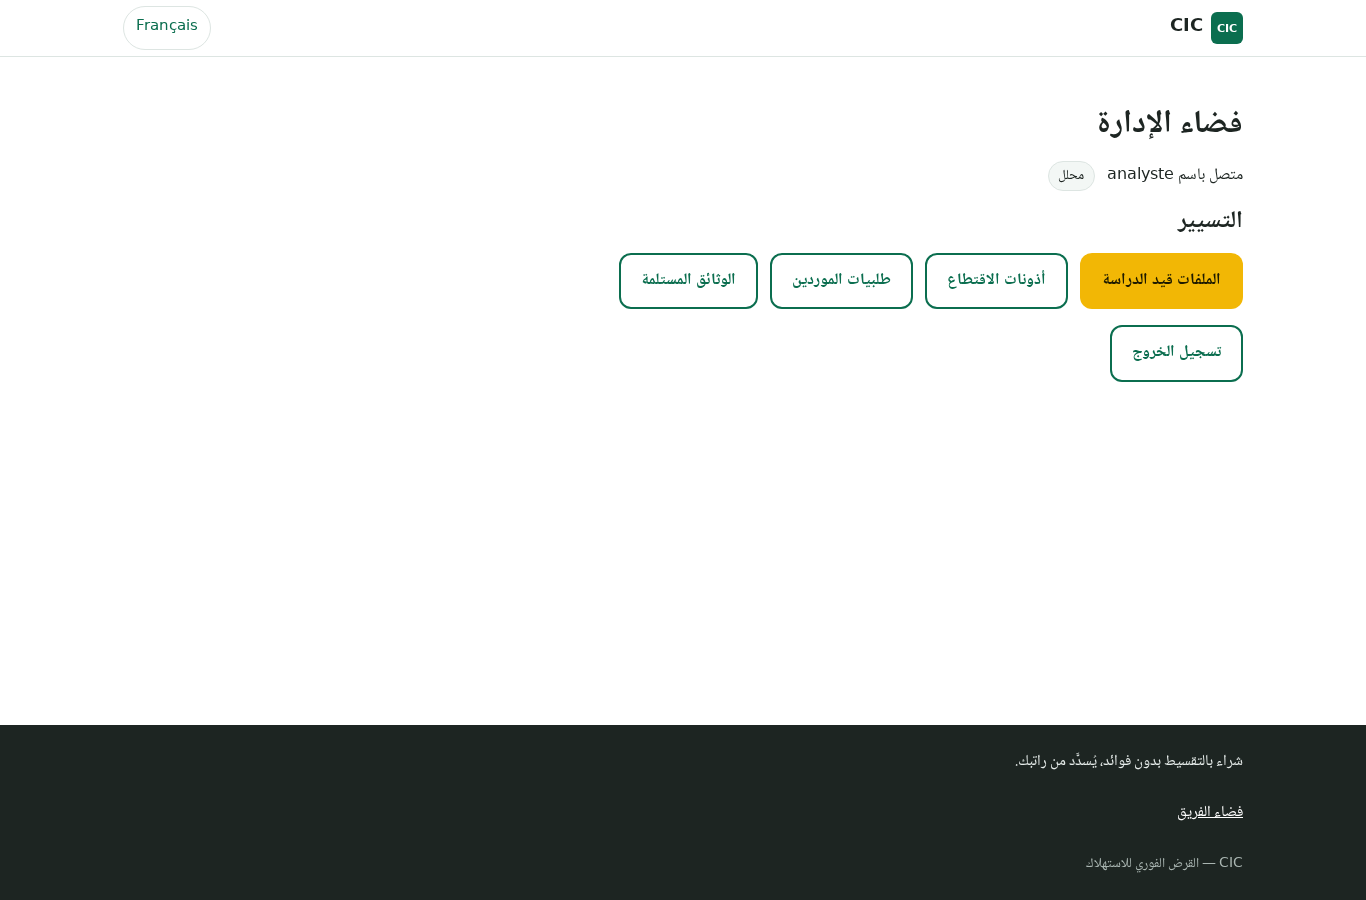 CIC CIC
Français
فضاء الإدارة
متصل باسم analyste محلل
التسيير
الملفات قيد الدراسة
أذونات الاقتطاع
طلبيات الموردين
الوثائق المستلمة
تسجيل الخروج
شراء بالتقسيط بدون فوائد، يُسدَّد من راتبك.
فضاء الفريق
CIC — القرض الفوري للاستهلاك